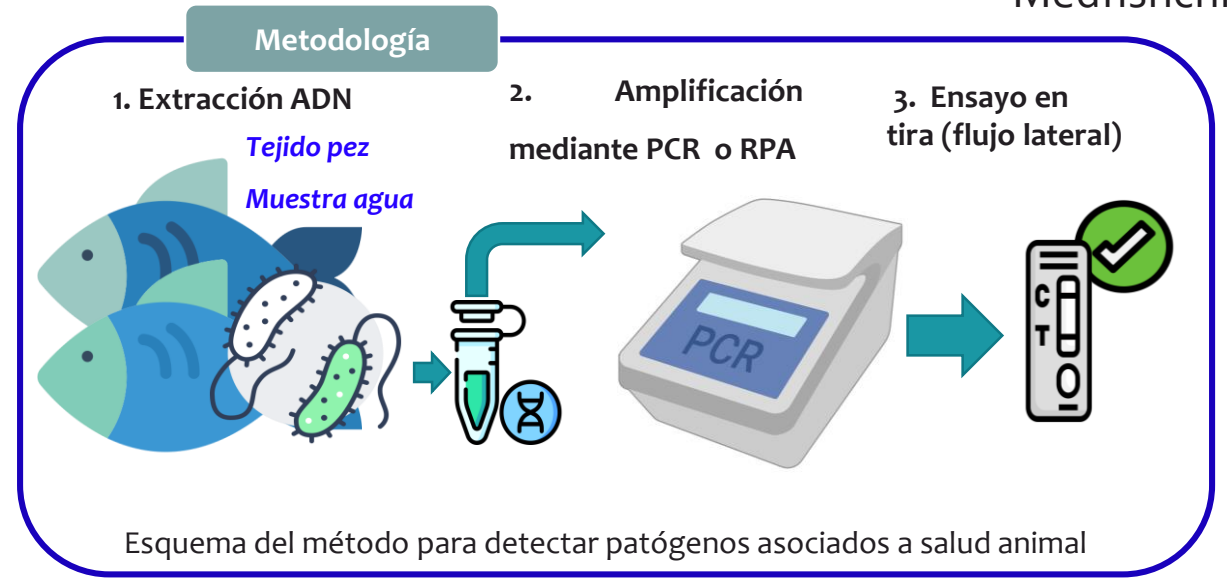 Metodología
1. Extracción ADN
Tejido pez
Muestra agua
2. Amplificación
mediante PCR o RPA
3. Ensayo en
tira (flujo lateral)
PCR
C
T
Esquema del método para detectar patógenos asociados a salud animal